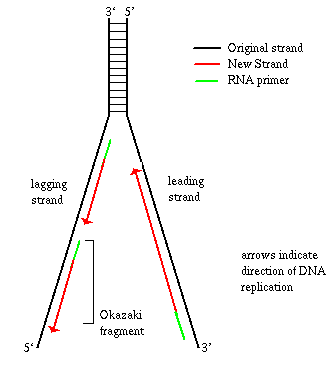 3‘ 5‘
Original strand
New Strand
RNA primer
lagging
strand
leading
strand
arrows indicate
direction of DNA
replication
Okazaki
fragment
5‘
3‘